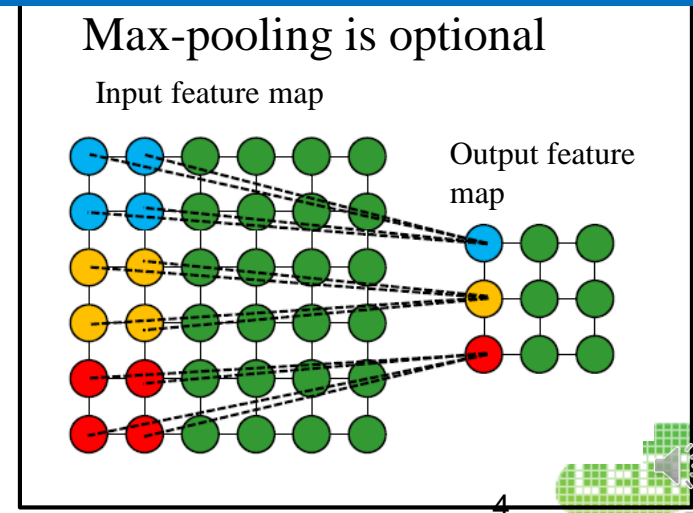 Max-pooling is optional
Input feature map
Output feature
map
4